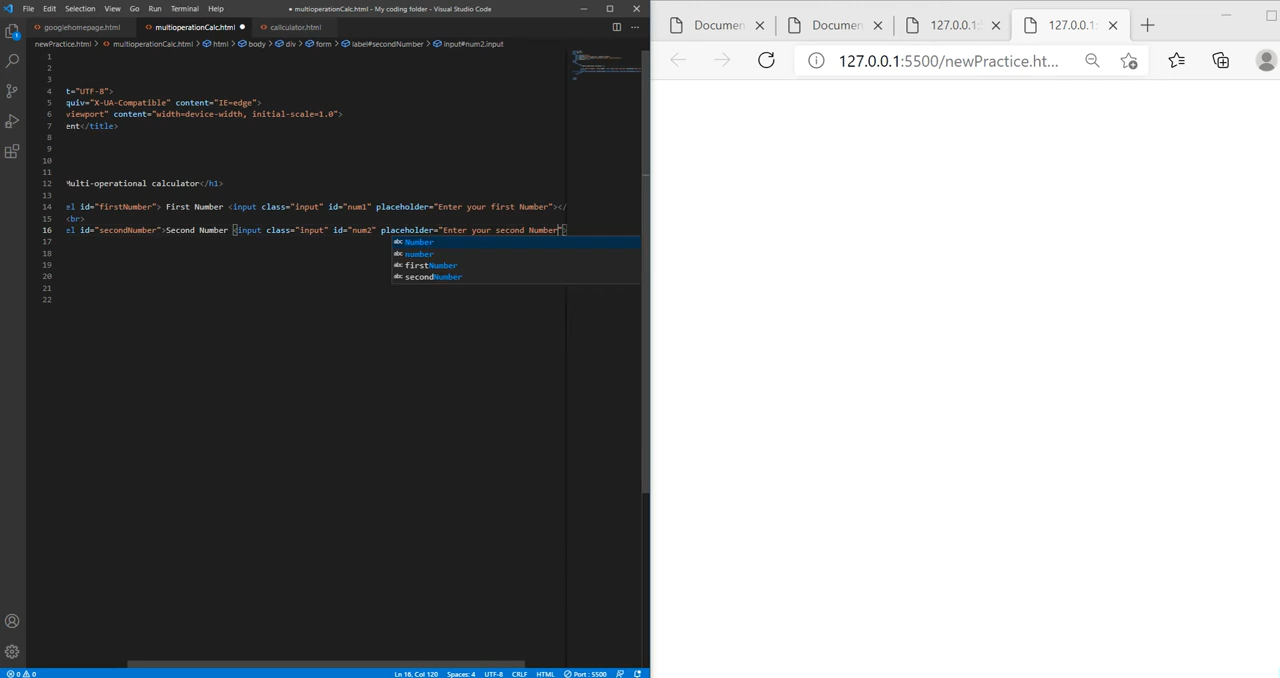 File Edit Selection View Go Run Terminal Help
● multioperationCalc.html - My coding folder - Visual Studio Code
googlehomepage.html
multioperationCalc.html ●
calculator.html
newPractice.html > multioperationCalc.html > html > body > div > form > label#secondNumber > input#num2.input
1
2
3
4 t="UTF-8">
5 quiv="X-UA-Compatible" content="IE=edge">
6 viewport" content="width=device-width, initial-scale=1.0">
7 ent</title>
8
9
10
11
12 Multi-operational calculator</h1>
13
14 el id="firstNumber"> First Number <input class="input" id="num1" placeholder="Enter your first Number"></
15 <br>
16 el id="secondNumber">Second Number <input class="input" id="num2" placeholder="Enter your second Number">
17
18
19
20
21
22
abc Number
abc number
abc firstNumber
abc secondNumber
0 0
Ln 16, Col 120 Spaces: 4 UTF-8 CRLF HTML Port : 5500
Documen
Documen
127.0.0.1:
127.0.0.1:
127.0.0.1:5500/newPractice.ht...